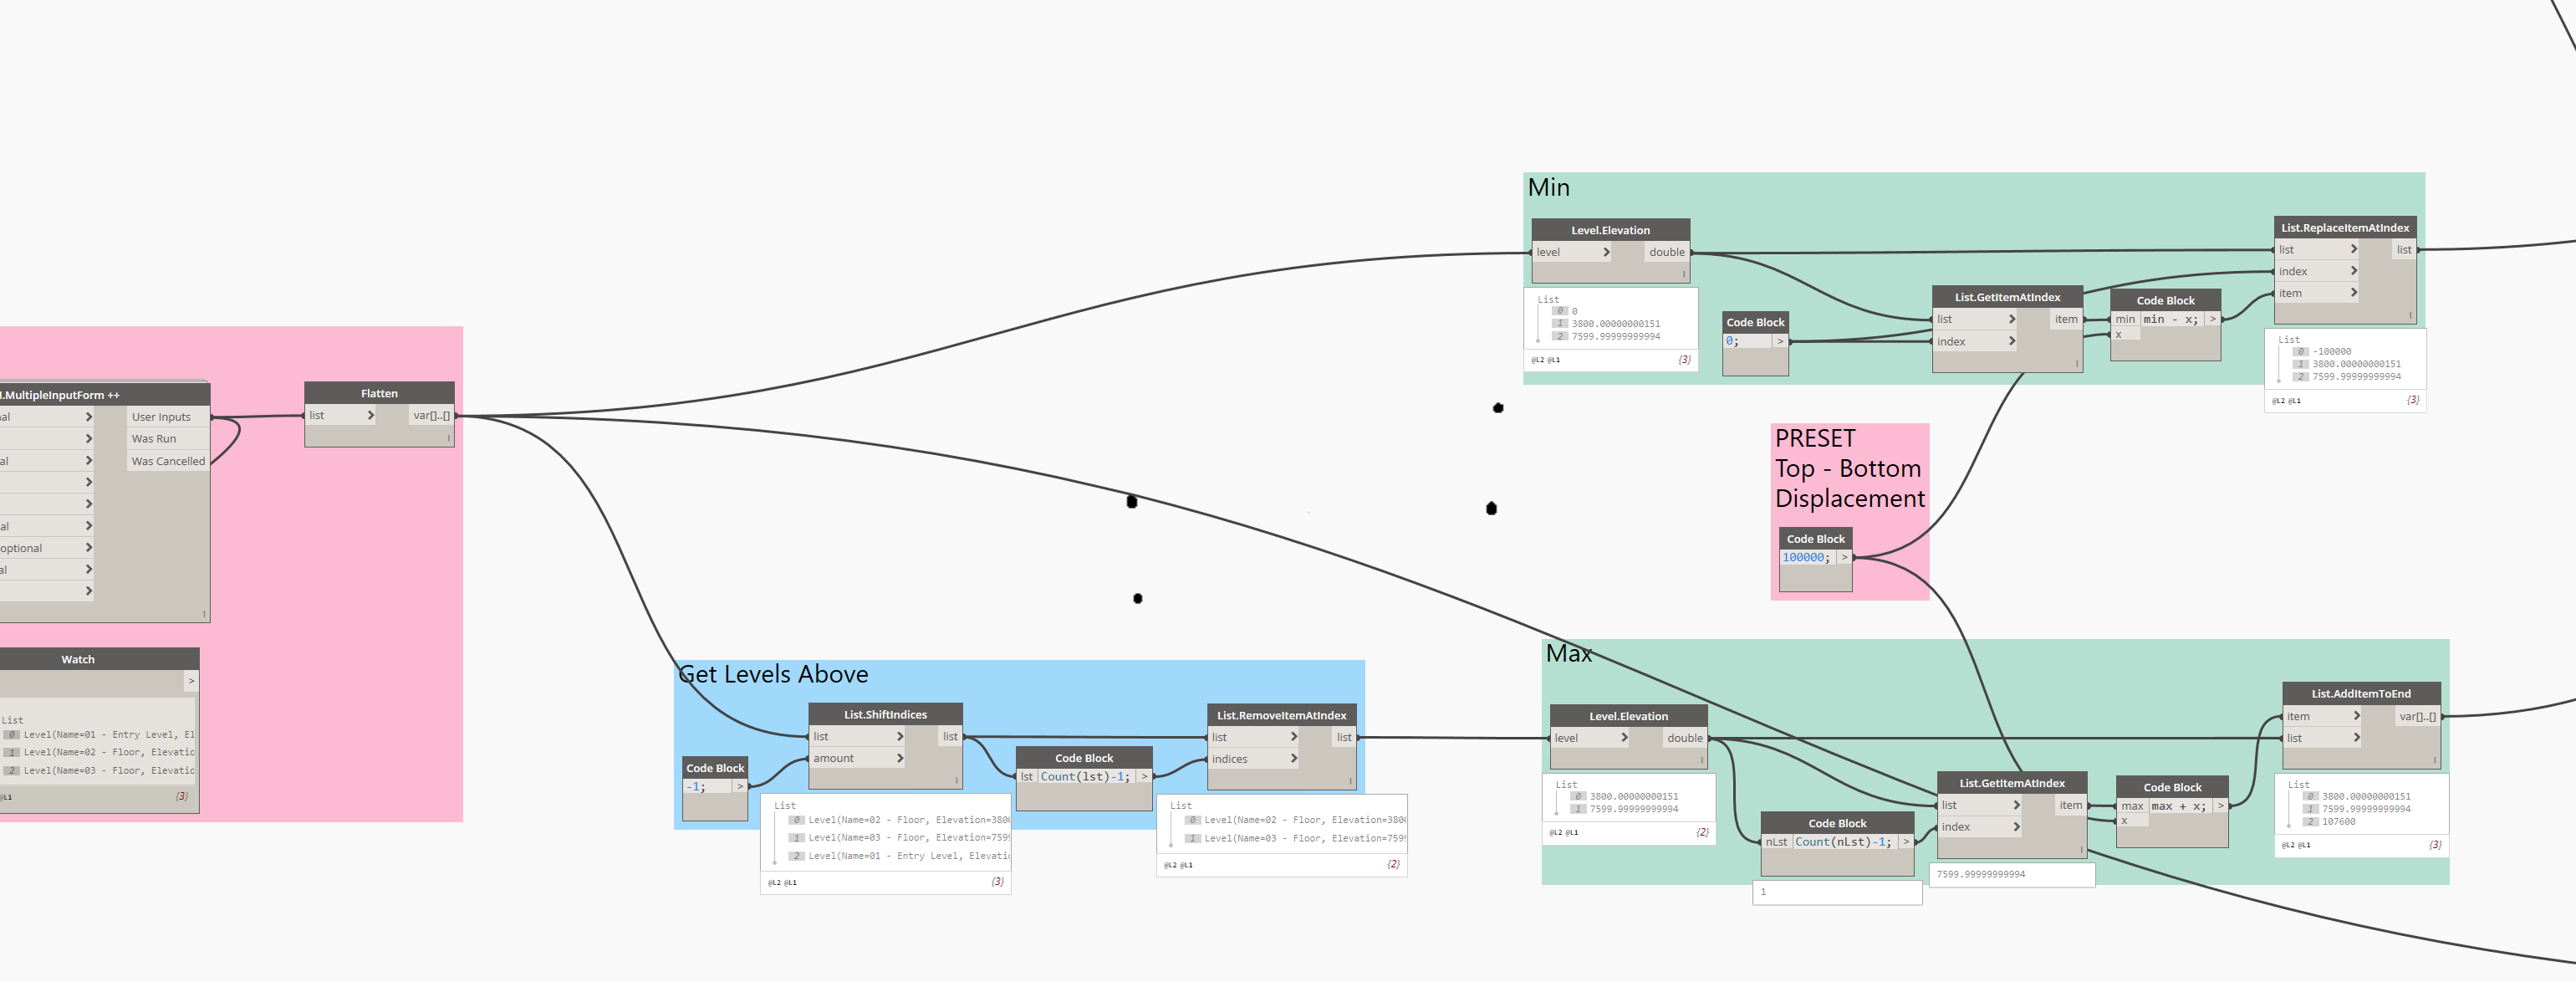 I.MultipleInputForm ++
nal
User Inputs
Was Run
al
Was Cancelled
al
optional
al
Flatten
list
var[]..[]
Watch
>
List
0 Level(Name=01 - Entry Level, El
1 Level(Name=02 - Floor, Elevatio
2 Level(Name=03 - Floor, Elevatio
@L1
{3}
Get Levels Above
Code Block
-1; >
List.ShiftIndices
list
list
amount
List
0 Level(Name=02 - Floor, Elevation=3800
1 Level(Name=03 - Floor, Elevation=7599
2 Level(Name=01 - Entry Level, Elevatio
@L2 @L1
{3}
Code Block
lst Count(lst)-1; >
List.RemoveItemAtIndex
list
list
indices
List
0 Level(Name=02 - Floor, Elevation=3800
1 Level(Name=03 - Floor, Elevation=7599
@L2 @L1
{2}
Min
Level.Elevation
level
double
List
0 0
1 3800.00000000151
2 7599.99999999994
@L2 @L1
{3}
Code Block
0; >
List.GetItemAtIndex
list
item
index
Code Block
min min - x; >
x
List.ReplaceItemAtIndex
list
list
index
item
List
0 -100000
1 3800.00000000151
2 7599.99999999994
@L2 @L1
{3}
PRESET
Top - Bottom
Displacement
Code Block
100000; >
Max
Level.Elevation
level
double
List
0 3800.00000000151
1 7599.99999999994
@L2 @L1
{2}
Code Block
nLst Count(nLst)-1; >
1
List.GetItemAtIndex
list
item
index
7599.99999999994
Code Block
max max + x; >
x
List.AddItemToEnd
item
var[]..[]
list
List
0 3800.00000000151
1 7599.99999999994
2 107600
@L2 @L1
{3}